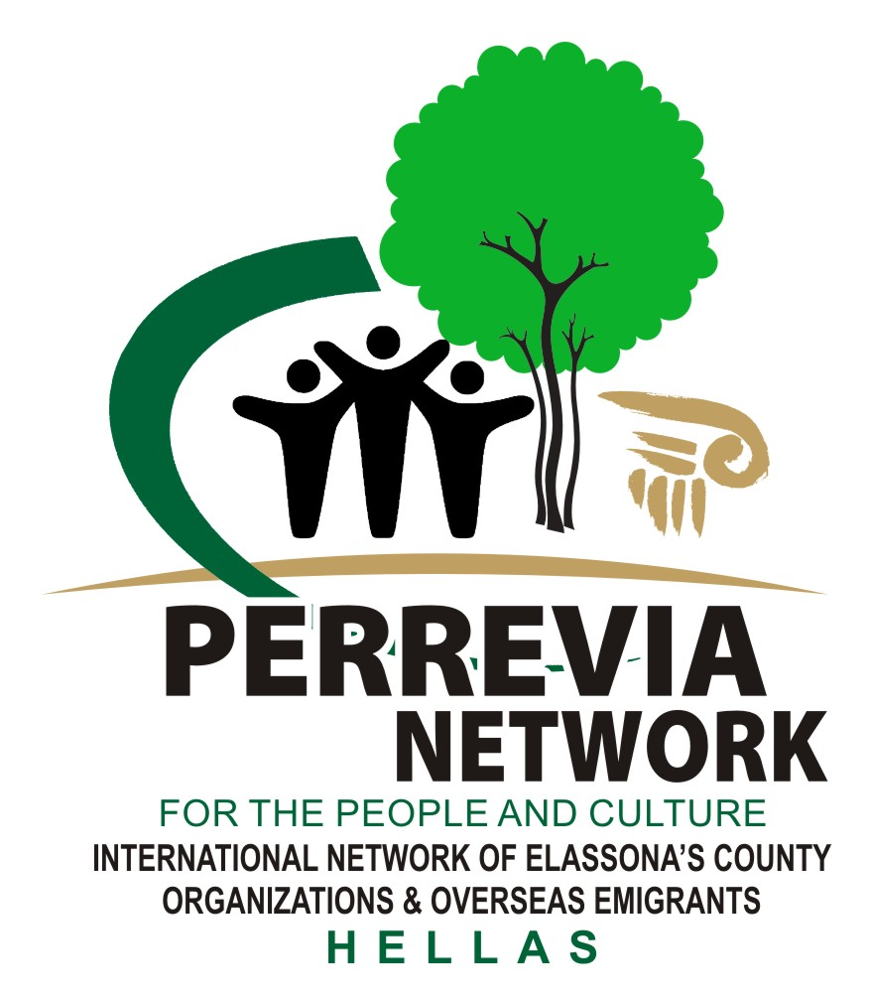 PERREVIA
NETWORK
FOR THE PEOPLE AND CULTURE
INTERNATIONAL NETWORK OF ELASSONA'S COUNTY
ORGANIZATIONS & OVERSEAS EMIGRANTS
HELLAS